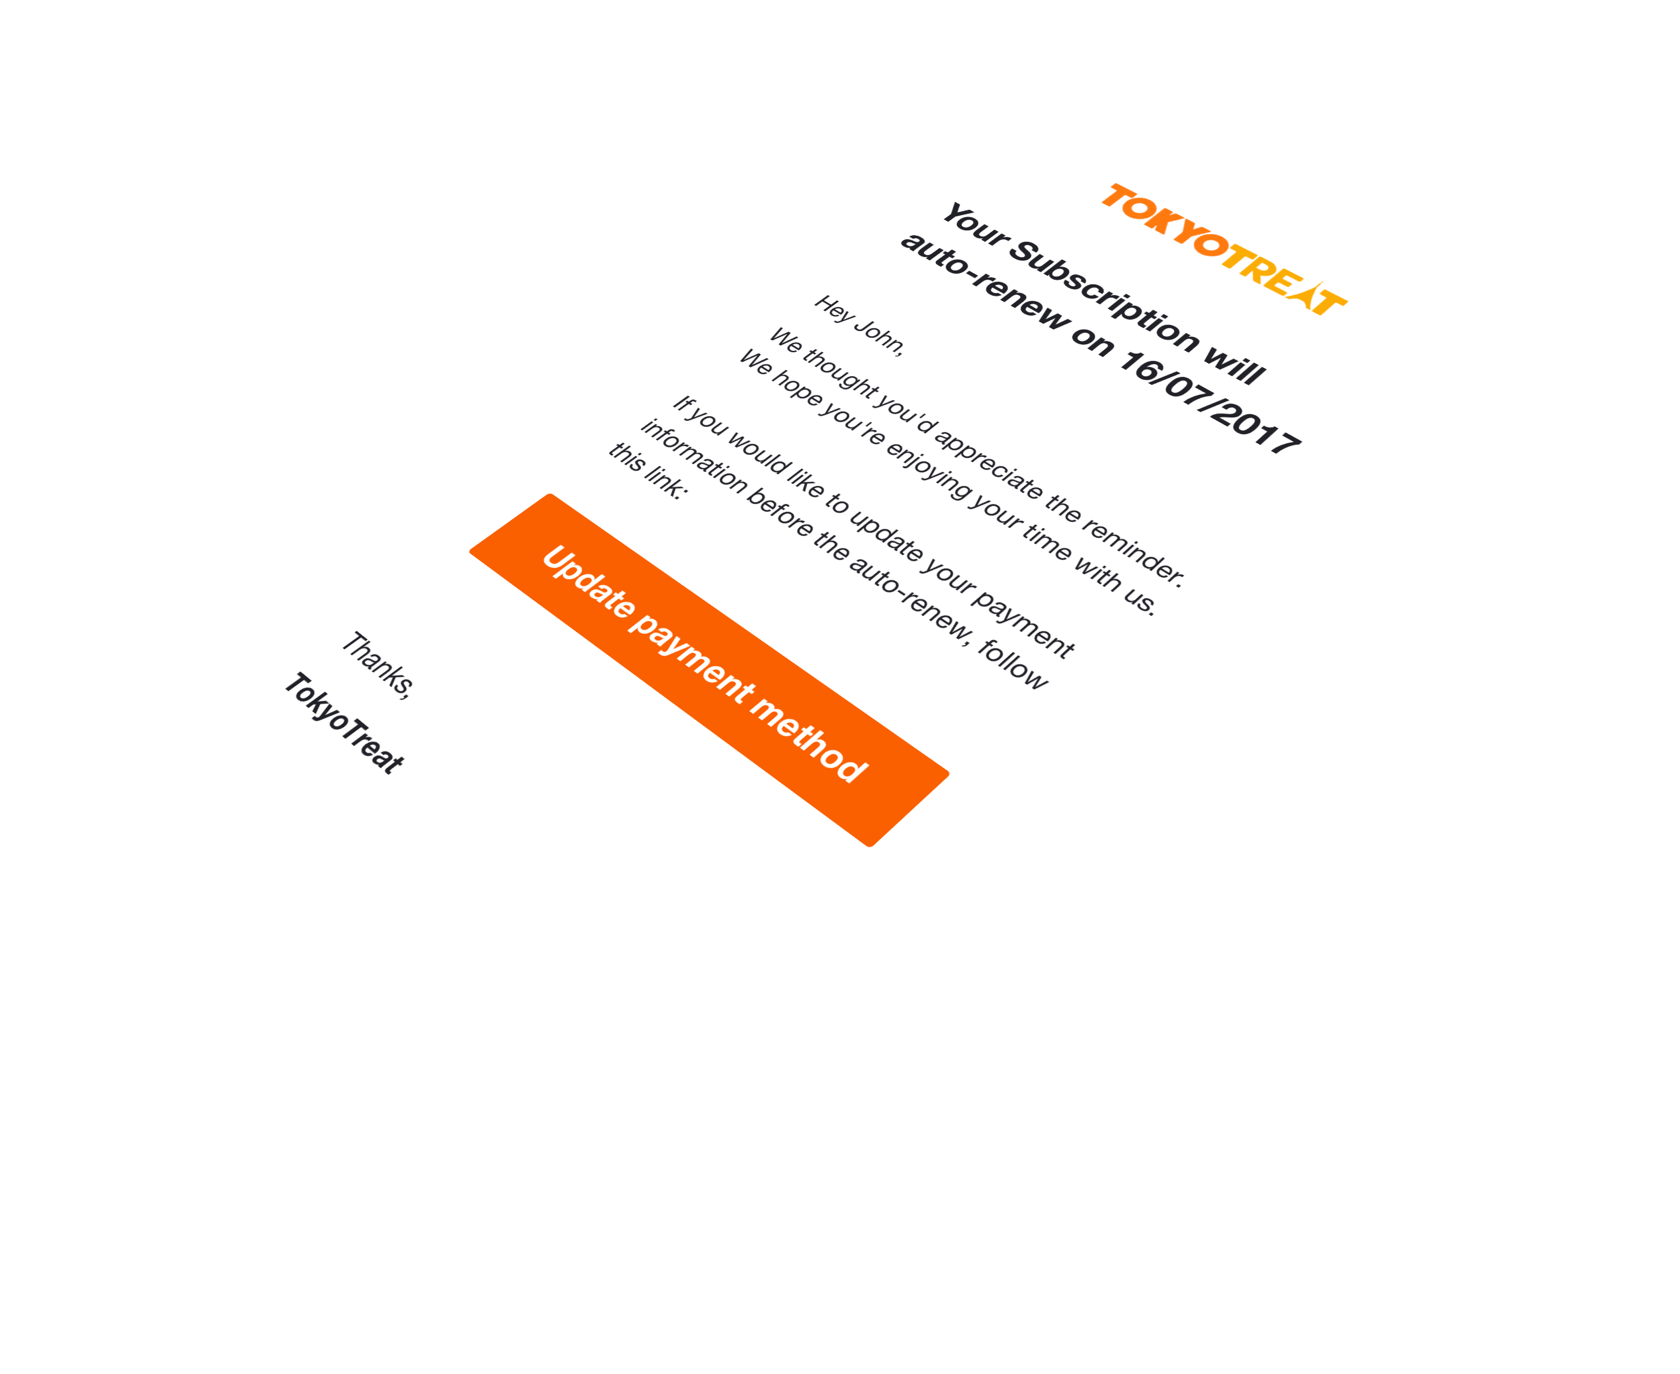 TOKYOTREAT
Your Subscription will
auto-renew on 16/07/2017
Hey John,
We thought you'd appreciate the reminder.
We hope you're enjoying your time with us.
If you would like to update your payment
information before the auto-renew, follow
this link:
Update payment method
Thanks,
TokyoTreat